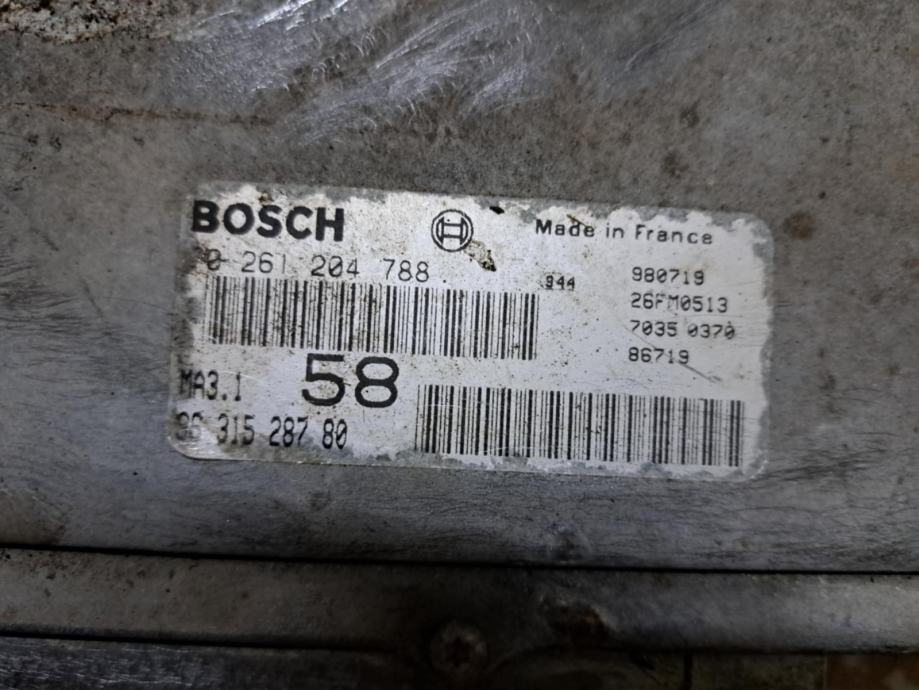 BOSCH Made in France
0 261 204 788 944 980719
26FM0513
7035 0370
86719
MA3.1 58
96 315 287 80